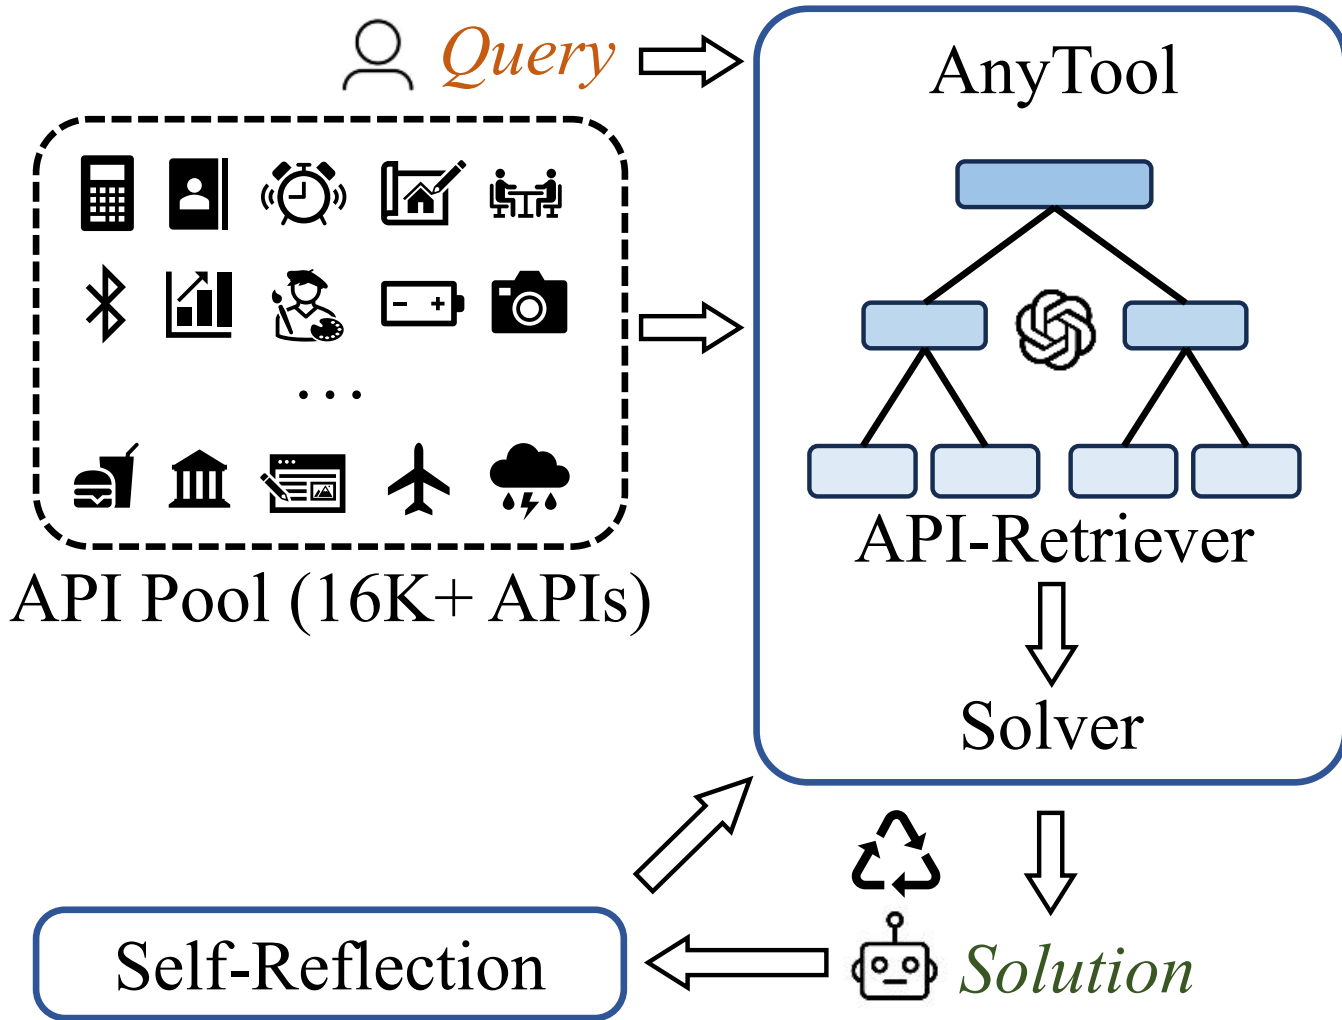 Query
AnyTool
. . .
API Pool (16K+ APIs)
API-Retriever
Solver
Self-Reflection
Solution